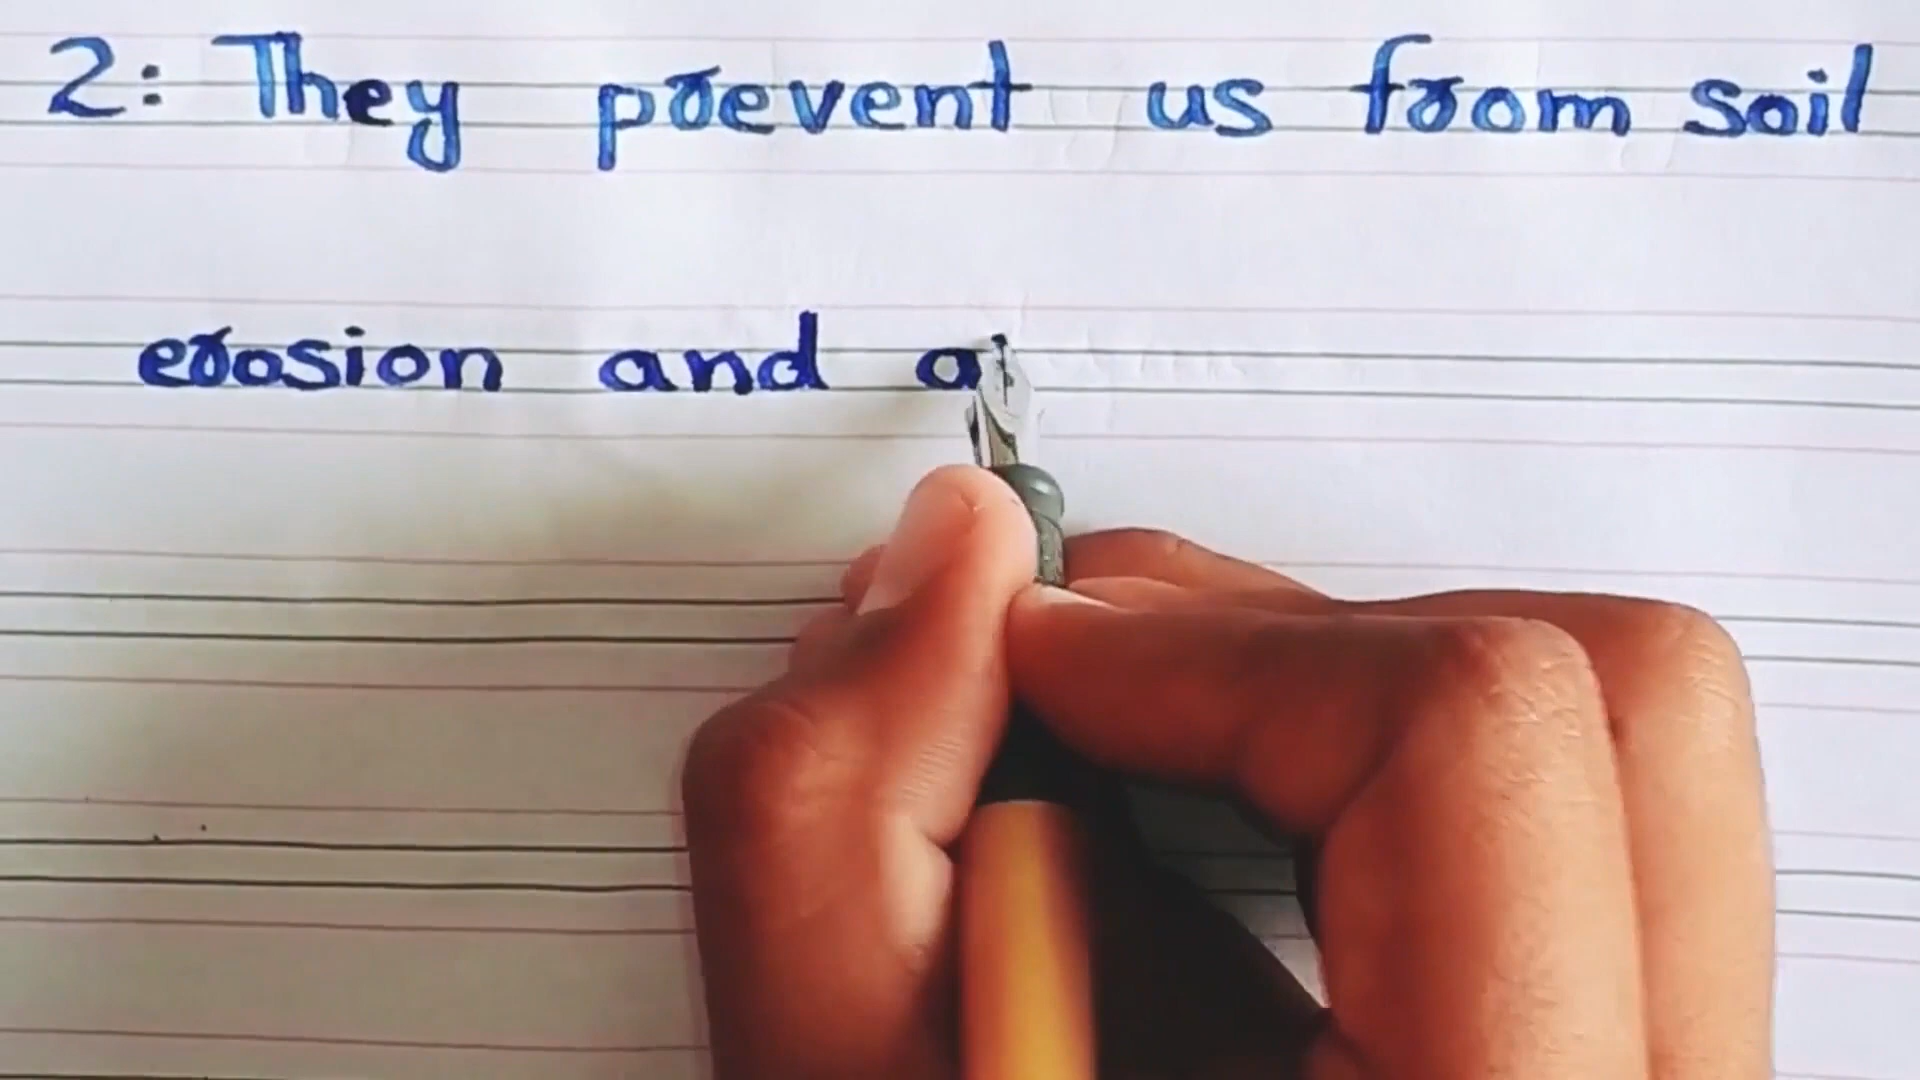 2: They prevent us from soil
erosion and a